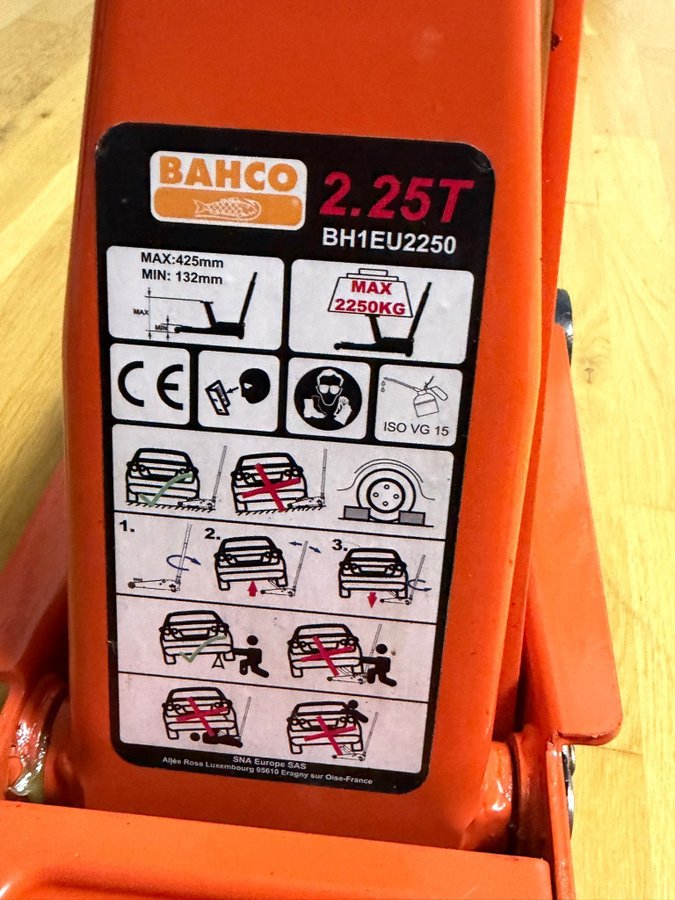 BAHCO
2.25T
BH1EU2250
MAX:425mm
MIN: 132mm
MAX
MIN
MAX
2250KG
CE
ISO VG 15
1.
2.
3.
SNA Europe SAS
Allée Rosa Luxembourg 95610 Eragny sur Oise-France